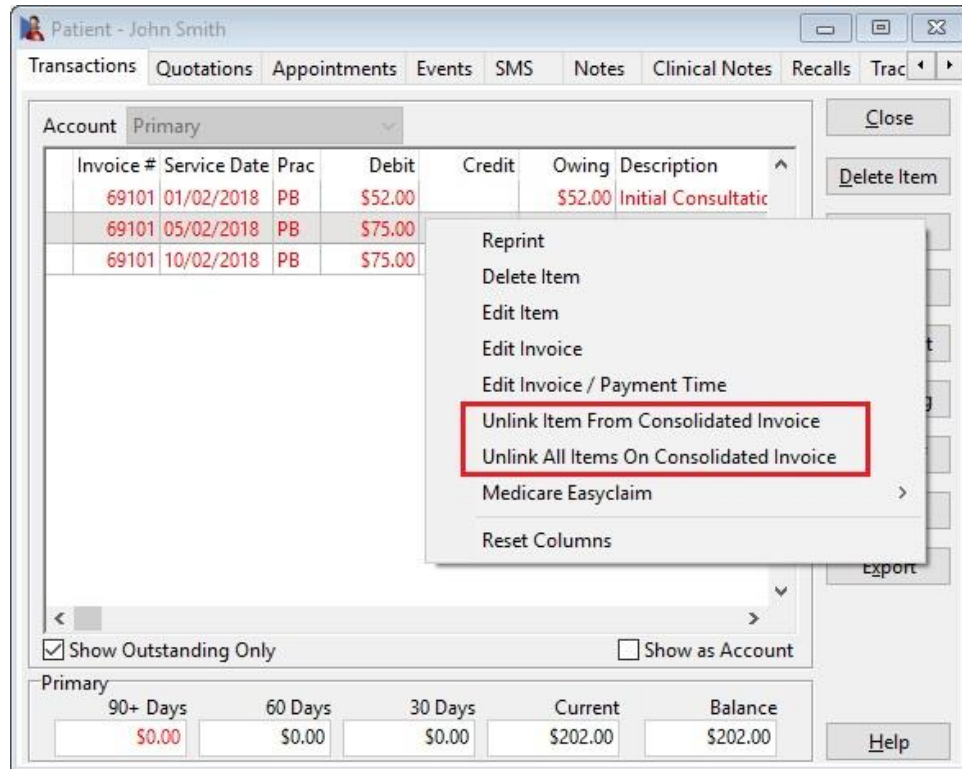 Patient - John Smith
Transactions Quotations Appointments Events SMS Notes Clinical Notes Recalls Trac
Account Primary
Close
Invoice # Service Date Prac Debit Credit Owing Description
Delete Item
69101 01/02/2018 PB $52.00 $52.00 Initial Consultatic
69101 05/02/2018 PB $75.00
69101 10/02/2018 PB $75.00
Reprint
Delete Item
Edit Item
Edit Invoice
Edit Invoice / Payment Time
Unlink Item From Consolidated Invoice
Unlink All Items On Consolidated Invoice
Medicare Easyclaim
Reset Columns
Export
Show Outstanding Only Show as Account
Primary
90+ Days 60 Days 30 Days Current Balance
$0.00 $0.00 $0.00 $202.00 $202.00
Help